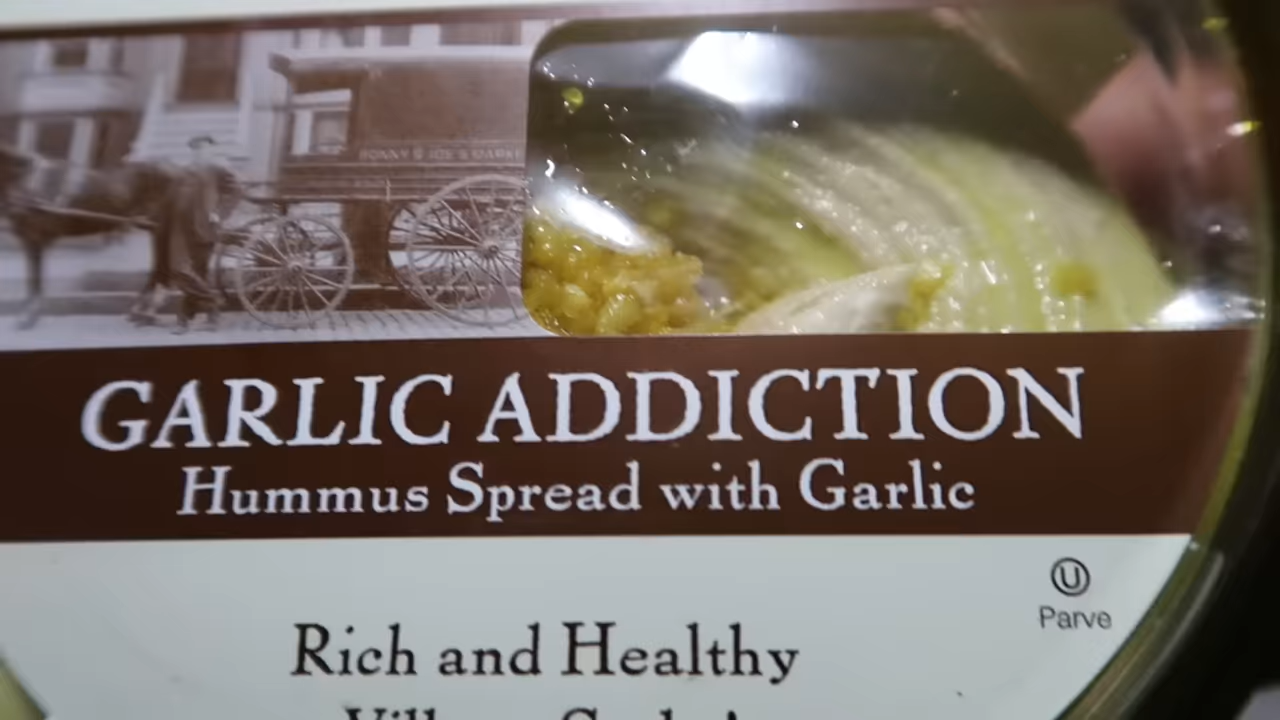 GARLIC ADDICTION
Hummus Spread with Garlic
U
Parve
Rich and Healthy